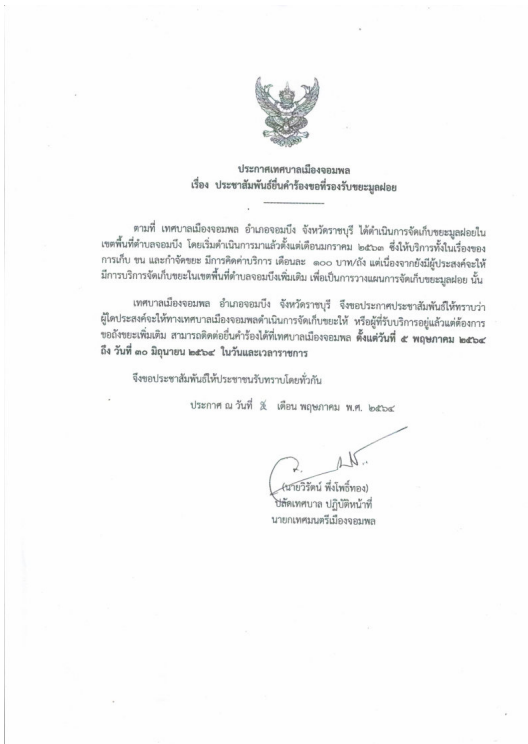 ประกาศเทศบาลเมืองจอมพล
เรื่อง ประชาสัมพันธ์ยื่นคำร้องขอที่รองรับขยะมูลฝอย
ตามที่ เทศบาลเมืองจอมพล อำเภอจอมบึง จังหวัดราชบุรี ได้ดำเนินการจัดเก็บขยะมูลฝอยใน
เขตพื้นที่ตำบลจอมบึง โดยเริ่มดำเนินการมาแล้วตั้งแต่เดือนมกราคม ๒๕๖๓ ซึ่งให้บริการทั้งในเรื่องของ
การเก็บ ขน และกำจัดขยะ มีการคิดค่าบริการ เดือนละ ๑๐๐ บาท/ถัง แต่เนื่องจากยังมีผู้ประสงค์จะให้
มีการบริการจัดเก็บขยะในเขตพื้นที่ตำบลจอมบึงเพิ่มเติม เพื่อเป็นการวางแผนการจัดเก็บขยะมูลฝอย นั้น
เทศบาลเมืองจอมพล อำเภอจอมบึง จังหวัดราชบุรี จึงขอประกาศประชาสัมพันธ์ให้ทราบว่า
ผู้ใดประสงค์จะให้ทางเทศบาลเมืองจอมพลดำเนินการจัดเก็บขยะให้ หรือผู้ที่รับบริการอยู่แล้วแต่ต้องการ
ขอถังขยะเพิ่มเติม สามารถติดต่อยื่นคำร้องได้ที่เทศบาลเมืองจอมพล ตั้งแต่วันที่ ๕ พฤษภาคม ๒๕๖๔
ถึง วันที่ ๓๐ มิถุนายน ๒๕๖๔ ในวันและเวลาราชการ
จึงขอประชาสัมพันธ์ให้ประชาชนรับทราบโดยทั่วกัน
ประกาศ ณ วันที่ เดือน พฤษภาคม พ.ศ. ๒๕๖๔
(นายวิรัตน์ พึ่งโพธิ์ทอง)
ปลัดเทศบาล ปฏิบัติหน้าที่
นายกเทศมนตรีเมืองจอมพล